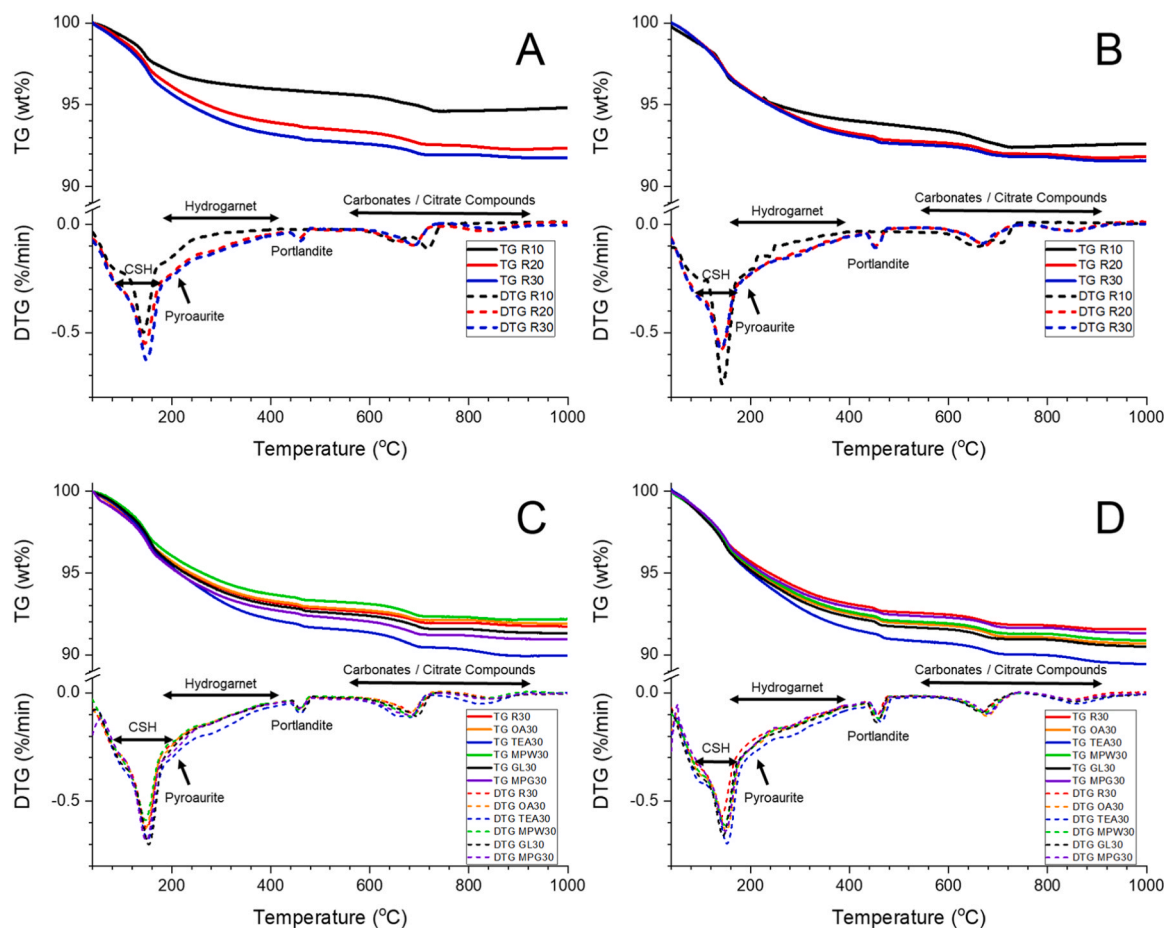 A
100
95
90
TG (wt%)
0.0
-0.5
DTG (%/min)
Hydrogarnet
Carbonates / Citrate Compounds
CSH
Portlandite
Pyroaurite
TG R10
TG R20
TG R30
DTG R10
DTG R20
DTG R30
200 400 600 800 1000
Temperature (°C)
B
100
95
90
TG (wt%)
0.0
-0.5
DTG (%/min)
Carbonates / Citrate Compounds
Hydrogarnet
CSH
Portlandite
Pyroaurite
TG R10
TG R20
TG R30
DTG R10
DTG R20
DTG R30
200 400 600 800 1000
Temperature (°C)
C
100
95
90
TG (wt%)
0.0
-0.5
DTG (%/min)
Carbonates / Citrate Compounds
Hydrogarnet
CSH
Portlandite
Pyroaurite
TG R30
TG OA30
TG TEA30
TG MPW30
TG GL30
TG MPG30
DTG R30
DTG OA30
DTG TEA30
DTG MPW30
DTG GL30
DTG MPG30
200 400 600 800 1000
Temperature (°C)
D
100
95
90
TG (wt%)
0.0
-0.5
DTG (%/min)
Carbonates / Citrate Compounds
Hydrogarnet
CSH
Portlandite
Pyroaurite
TG R30
TG OA30
TG TEA30
TG MPW30
TG GL30
TG MPG30
DTG R30
DTG OA30
DTG TEA30
DTG MPW30
DTG GL30
DTG MPG30
200 400 600 800 1000
Temperature (°C)